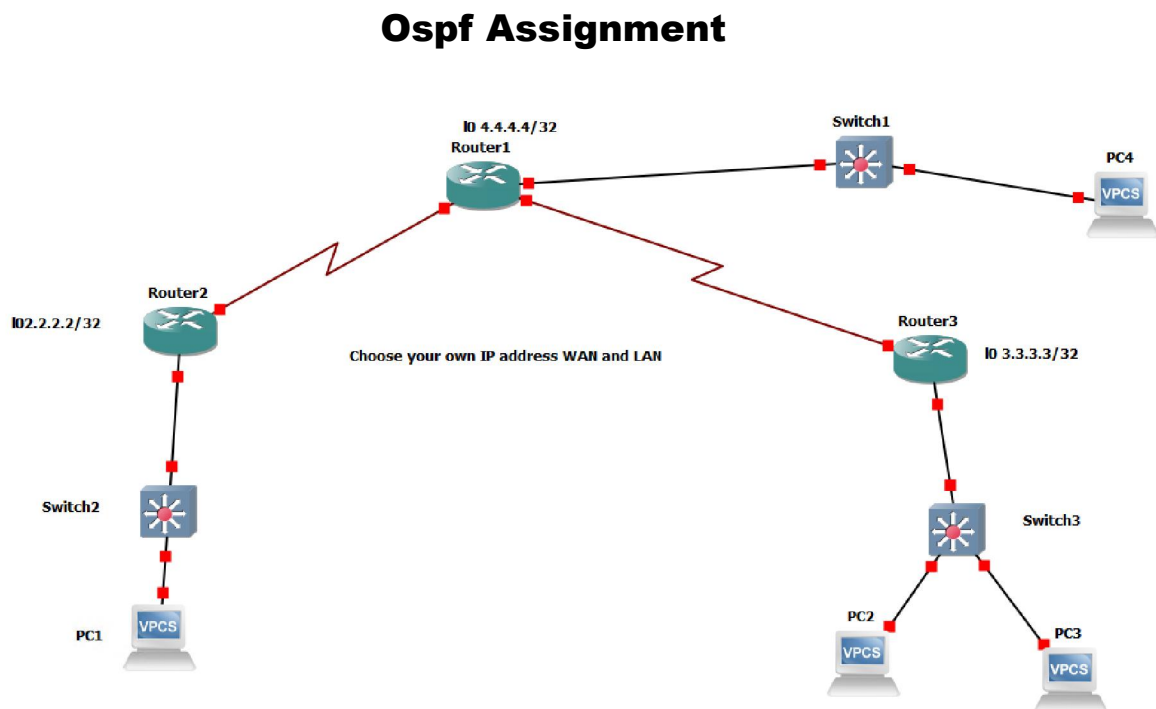 Ospf Assignment
l0 4.4.4.4/32
Router1
Switch1
PC4
VPCS
Router2
l02.2.2.2/32
Router3
l0 3.3.3.3/32
Choose your own IP address WAN and LAN
Switch2
Switch3
PC1
VPCS
PC2
VPCS
PC3
VPCS